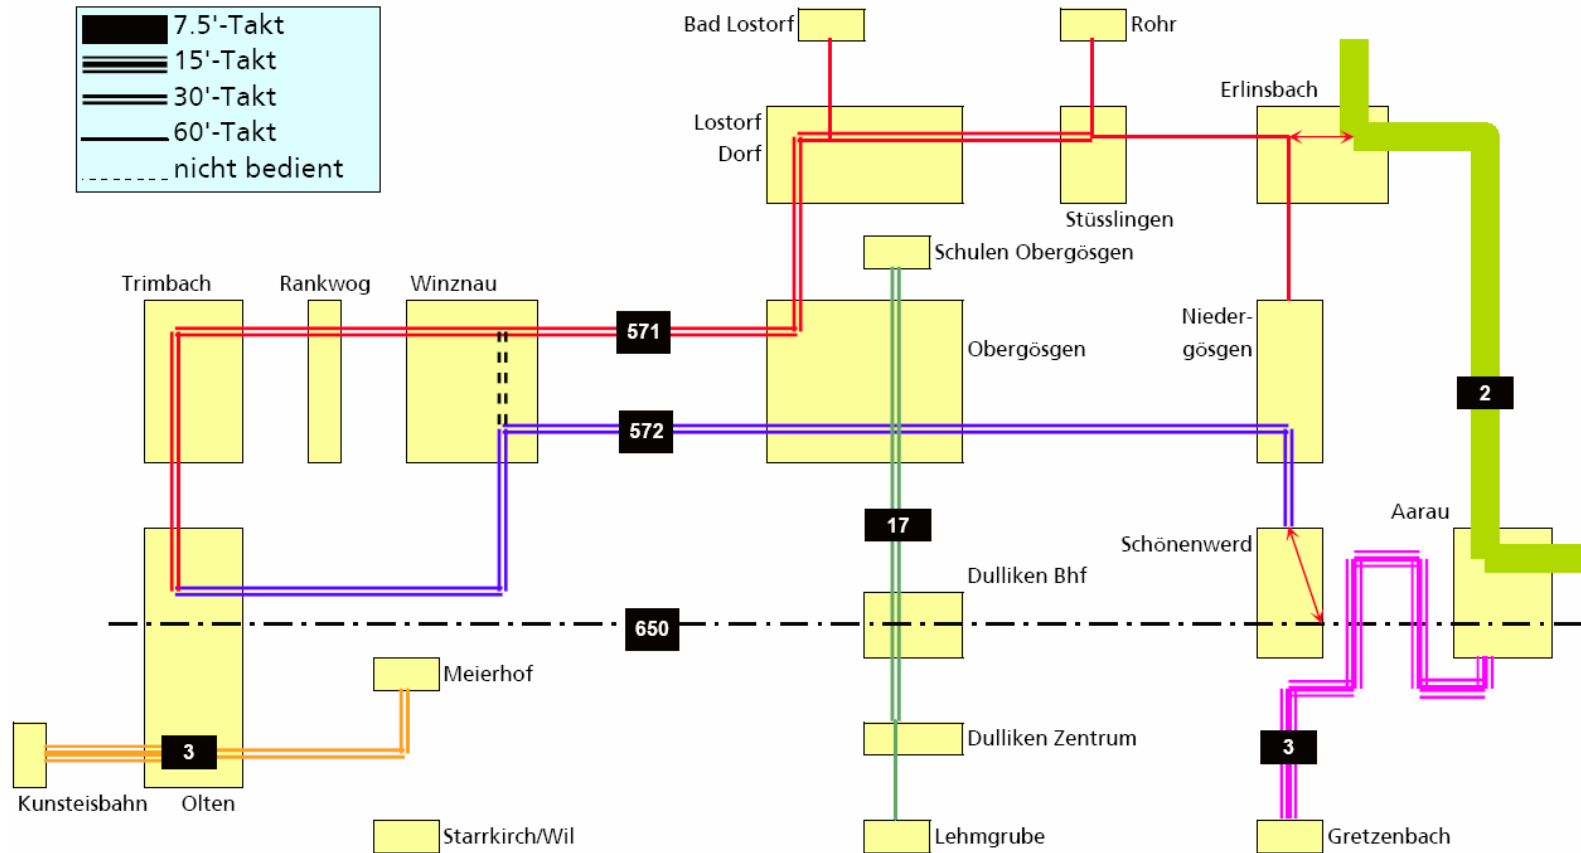 7.5'-Takt
15'-Takt
30'-Takt
60'-Takt
nicht bedient
Bad Lostorf
Rohr
Erlinsbach
Lostorf
Dorf
Stüsslingen
Schulen Obergösgen
Trimbach
Rankwog
Winznau
571
Obergösgen
Nieder-
gösgen
2
572
17
Aarau
Schönenwerd
Dulliken Bhf
650
Meierhof
3
Dulliken Zentrum
3
Kunsteisbahn
Olten
Starrkirch/Wil
Lehmgrube
Gretzenbach